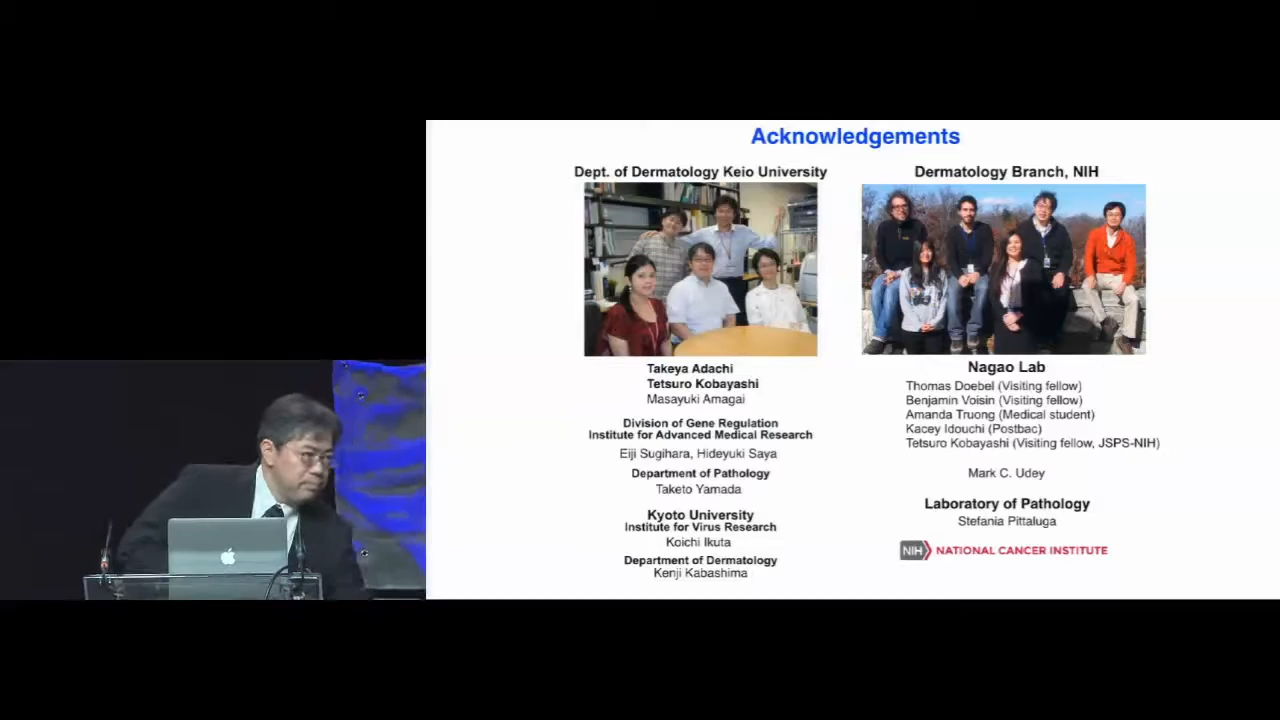 Acknowledgements
Dept. of Dermatology Keio University
Takeya Adachi
Tetsuro Kobayashi
Masayuki Amagai
Division of Gene Regulation
Institute for Advanced Medical Research
Eiji Sugihara, Hideyuki Saya
Department of Pathology
Taketo Yamada
Kyoto University
Institute for Virus Research
Koichi Ikuta
Department of Dermatology
Kenji Kabashima
Dermatology Branch, NIH
Nagao Lab
Thomas Doebel (Visiting fellow)
Benjamin Voisin (Visiting fellow)
Amanda Truong (Medical student)
Kacey Idouchi (Postbac)
Tetsuro Kobayashi (Visiting fellow, JSPS-NIH)
Mark C. Udey
Laboratory of Pathology
Stefania Pittaluga
NIH NATIONAL CANCER INSTITUTE